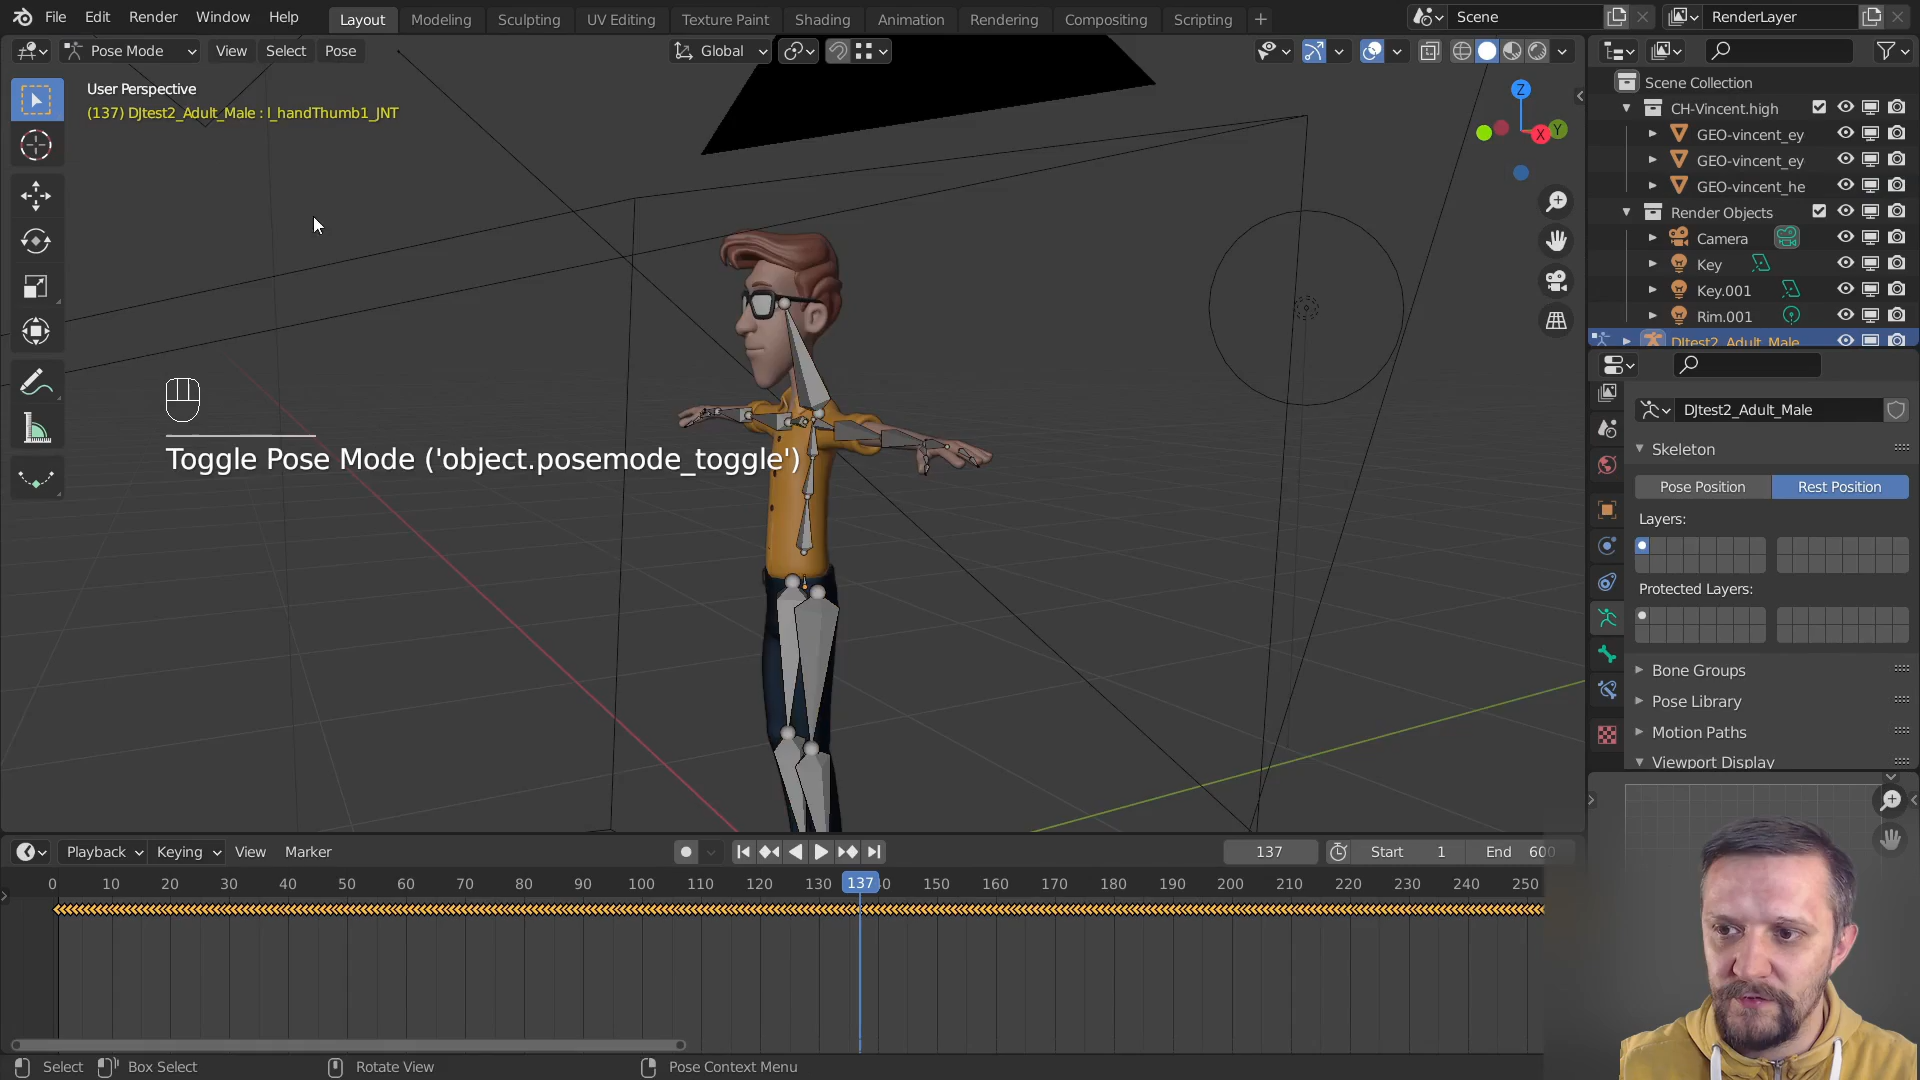 File Edit Render Window Help Layout Modeling Sculpting UV Editing Texture Paint Shading Animation Rendering Compositing Scripting + Scene RenderLayer
Pose Mode View Select Pose Global
User Perspective
(137) DJtest2_Adult_Male : l_handThumb1_JNT
Z
X
Y
Toggle Pose Mode ('object.posemode_toggle')
Scene Collection
CH-Vincent.high
GEO-vincent_ey
GEO-vincent_ey
GEO-vincent_he
Render Objects
Camera
Key
Key.001
Rim.001
DJtest2_Adult_Male
DJtest2_Adult_Male
Skeleton
Pose Position Rest Position
Layers:
Protected Layers:
Bone Groups
Pose Library
Motion Paths
Viewport Display
Playback Keying View Marker 137 Start 1 End 600
0 10 20 30 40 50 60 70 80 90 100 110 120 130 137 150 160 170 180 190 200 210 220 230 240 250
Select Box Select Rotate View Pose Context Menu